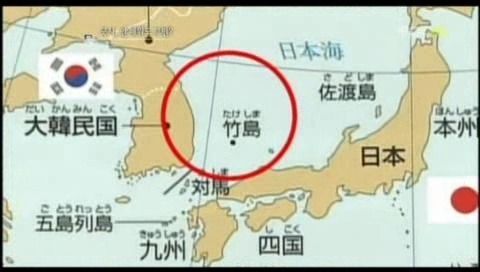 日本海
さどしま
佐渡島
だいかんみんこく
大韓民国
たけしま
竹島
ほんしゅう
本州
日本
しま
対馬
ごとうれっとう
五島列島
きゅうしゅう
九州
しこく
四国